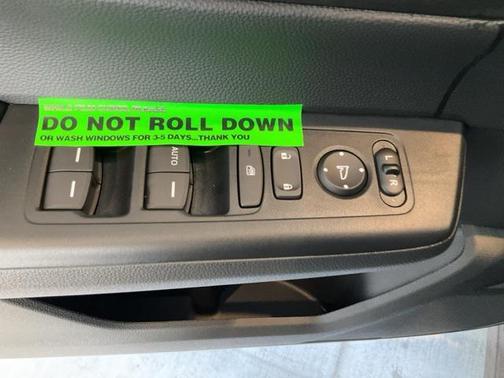 DO NOT ROLL DOWN
OR WASH WINDOWS FOR 3-5 DAYS...THANK YOU
AUTO
L
R